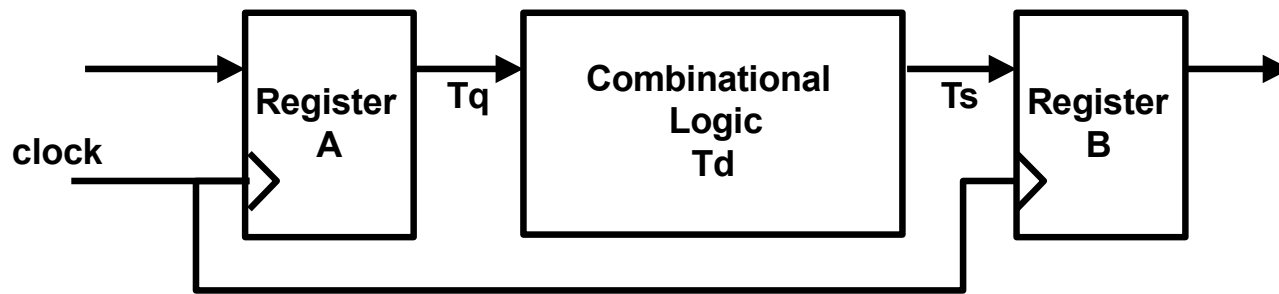 clock
Register
A
Tq
Combinational
Logic
Td
Ts
Register
B